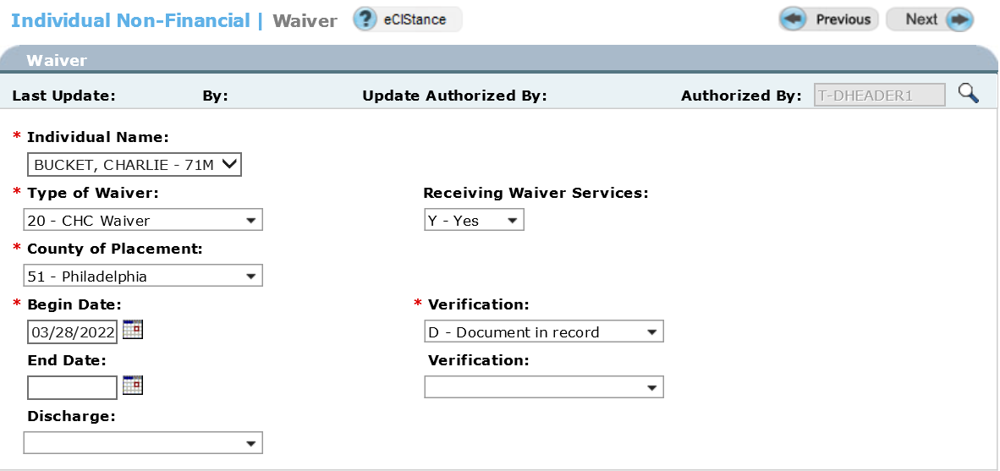 Individual Non-Financial | Waiver ? eCIStance Previous Next
Waiver
Last Update: By: Update Authorized By: Authorized By: T-DHEADER1
* Individual Name:
BUCKET, CHARLIE - 71M
* Type of Waiver: Receiving Waiver Services:
20 - CHC Waiver Y - Yes
* County of Placement:
51 - Philadelphia
* Begin Date: * Verification:
03/28/2022 D - Document in record
End Date: Verification:
Discharge: